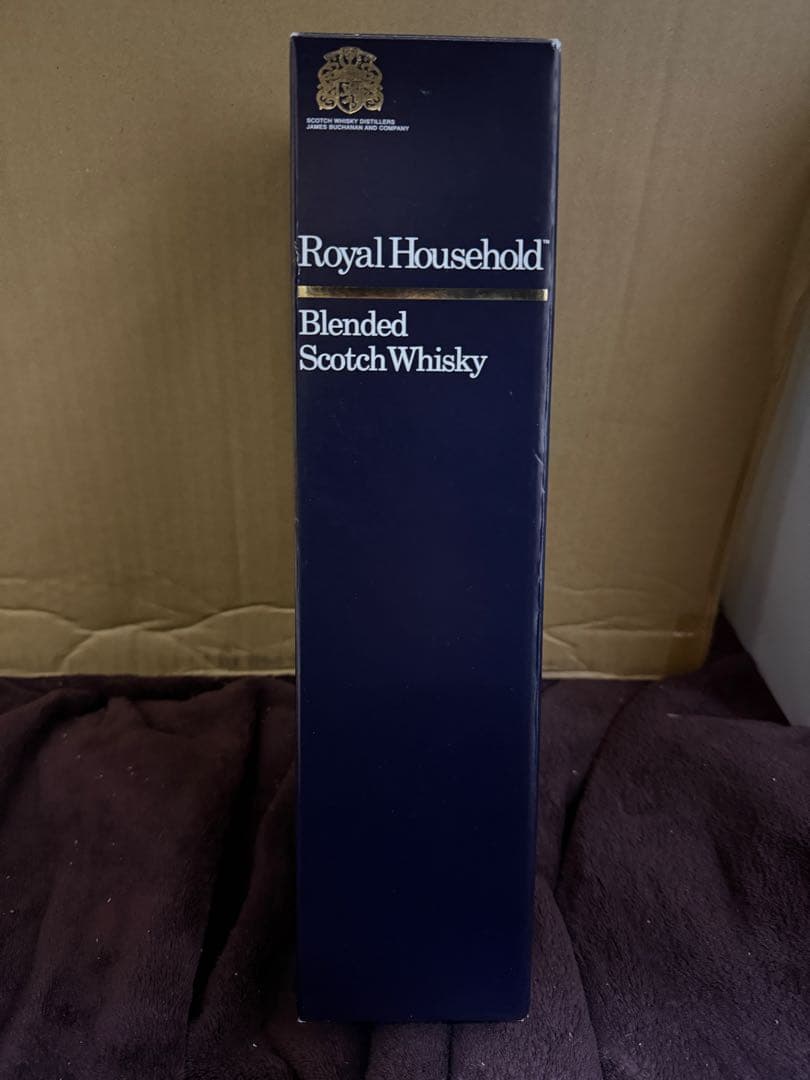 SCOTCH WHISKY DISTILLERS
JAMES BUCHANAN AND COMPANY
Royal Household™
Blended
Scotch Whisky